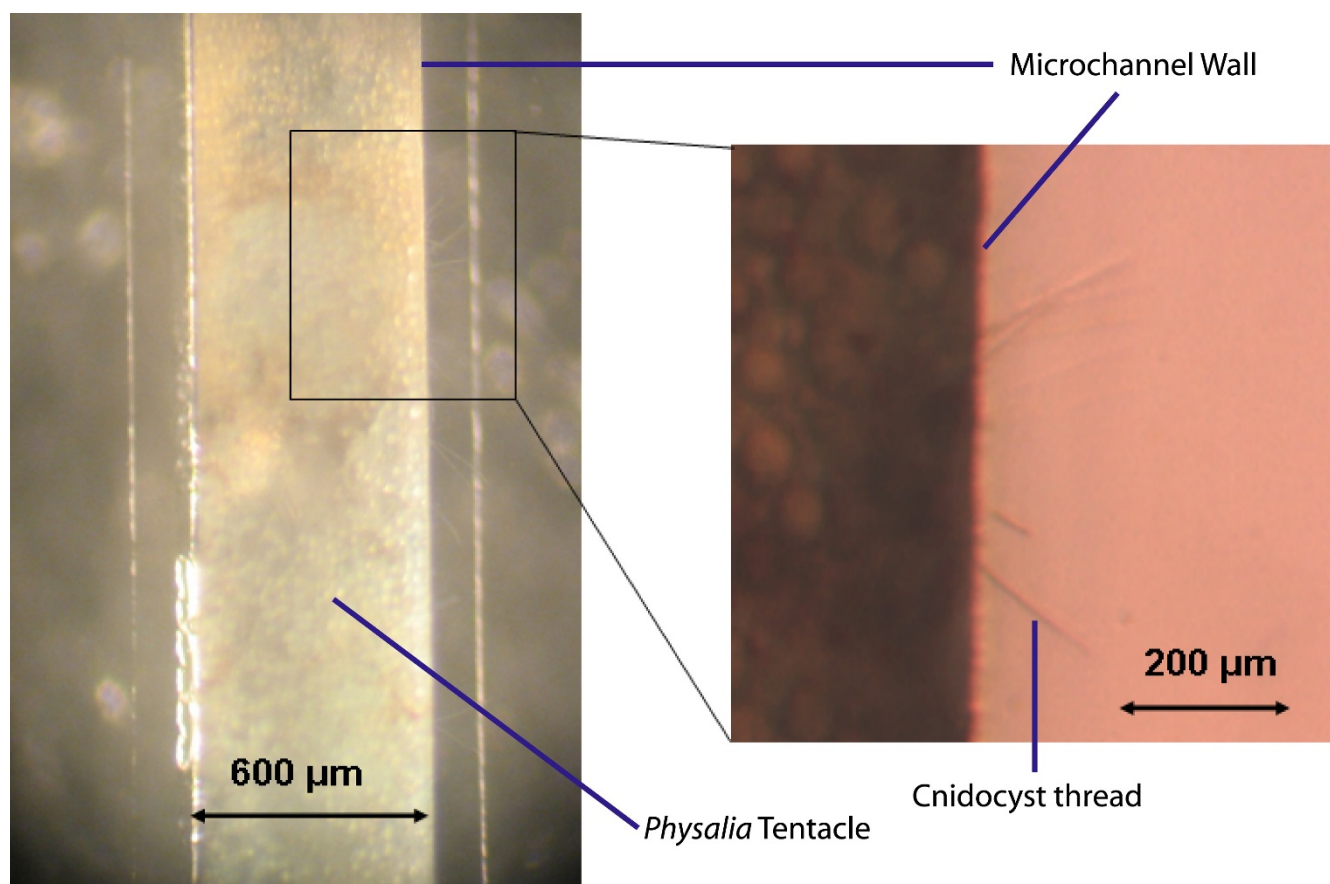 Microchannel Wall
200 µm
600 µm
Cnidocyst thread
Physalia Tentacle